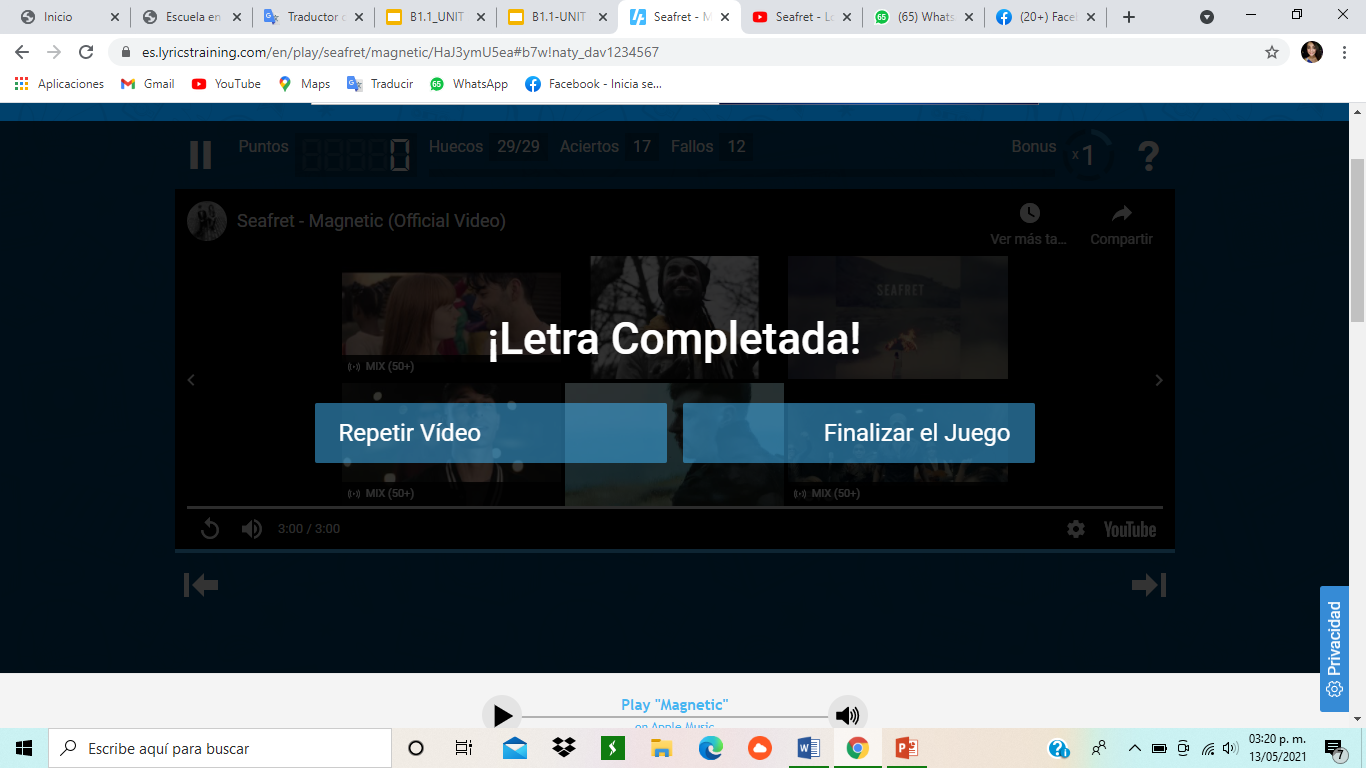 Inicio
Escuela en
Traductor
B1.1_UNIT
B1.1-UNIT
Seafret - M
Seafret - Lo
(65) Whats
(20+) Face
es.lyricstraining.com/en/play/seafret/magnetic/HaJ3ymU5ea#b7w!naty_dav1234567
Aplicaciones
Gmail
YouTube
Maps
Traducir
WhatsApp
Facebook - Inicia se...
Puntos
0
Huecos 29/29
Aciertos 17
Fallos 12
Bonus
x1
?
Seafret - Magnetic (Official Video)
Ver más ta...
Compartir
SEAFRET
MIX (50+)
¡Letra Completada!
Repetir Vídeo
Finalizar el Juego
MIX (50+)
MIX (50+)
3:00 / 3:00
YouTube
Privacidad
Play "Magnetic"
on Apple Music
Escribe aquí para buscar
03:20 p. m.
13/05/2021
7